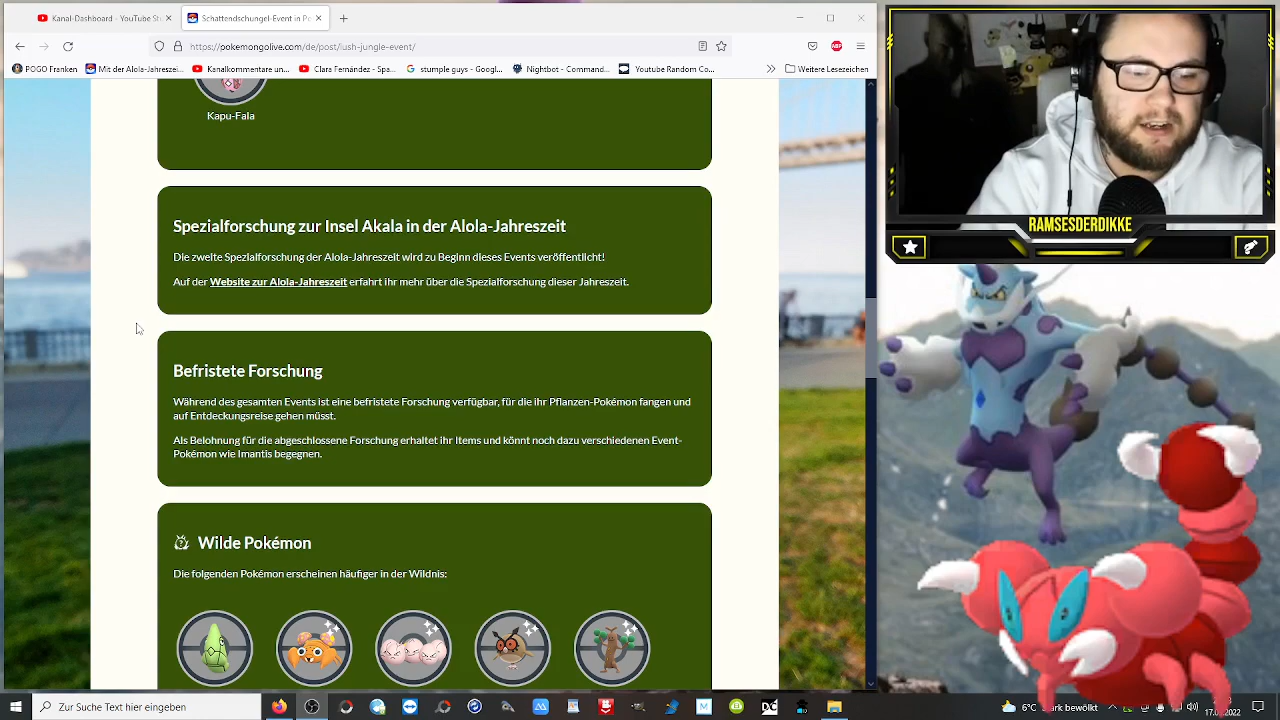 Kanal-Dashboard - YouTube St
Schattendschungel-Event in Po
https://pokemongolive.com/de/post/lush-jungle-event/
POGO Franken
Mit der Alola-Jahreszei...
Kanalkommentare un...
Clara Fernández - Spa...
stumple guys - Googl...
Nightbot - Comman...
Youtube Random Co...
Weitere Lesezeichen
Kapu-Fala
Spezialforschung zur Insel Akala in der Alola-Jahreszeit
Die zweite Spezialforschung der Alola-Jahreszeit wird zu Beginn dieses Events veröffentlicht!
Auf der Website zur Alola-Jahreszeit erfahrt ihr mehr über die Spezialforschung dieser Jahreszeit.
Befristete Forschung
Während des gesamten Events ist eine befristete Forschung verfügbar, für die ihr Pflanzen-Pokémon fangen und
auf Entdeckungsreise gehen müsst.
Als Belohnung für die abgeschlossene Forschung erhaltet ihr Items und könnt noch dazu verschiedenen Event-
Pokémon wie Imantis begegnen.
Wilde Pokémon
Die folgenden Pokémon erscheinen häufiger in der Wildnis:
RAMSESDERDIKKE
ABP
Zur Suche Text hier eingeben
5°C